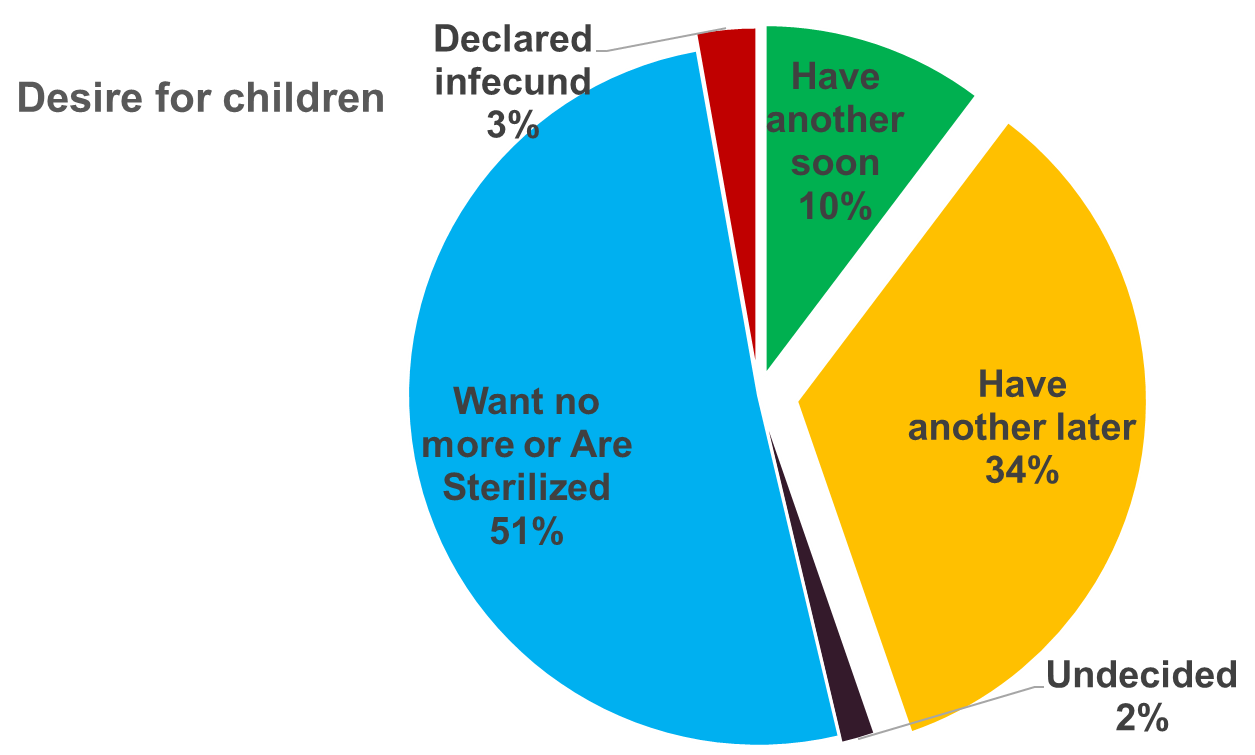 Desire for children
Declared
infecund
3%
Have
another
soon
10%
Have
another later
34%
Want no
more or Are
Sterilized
51%
Undecided
2%